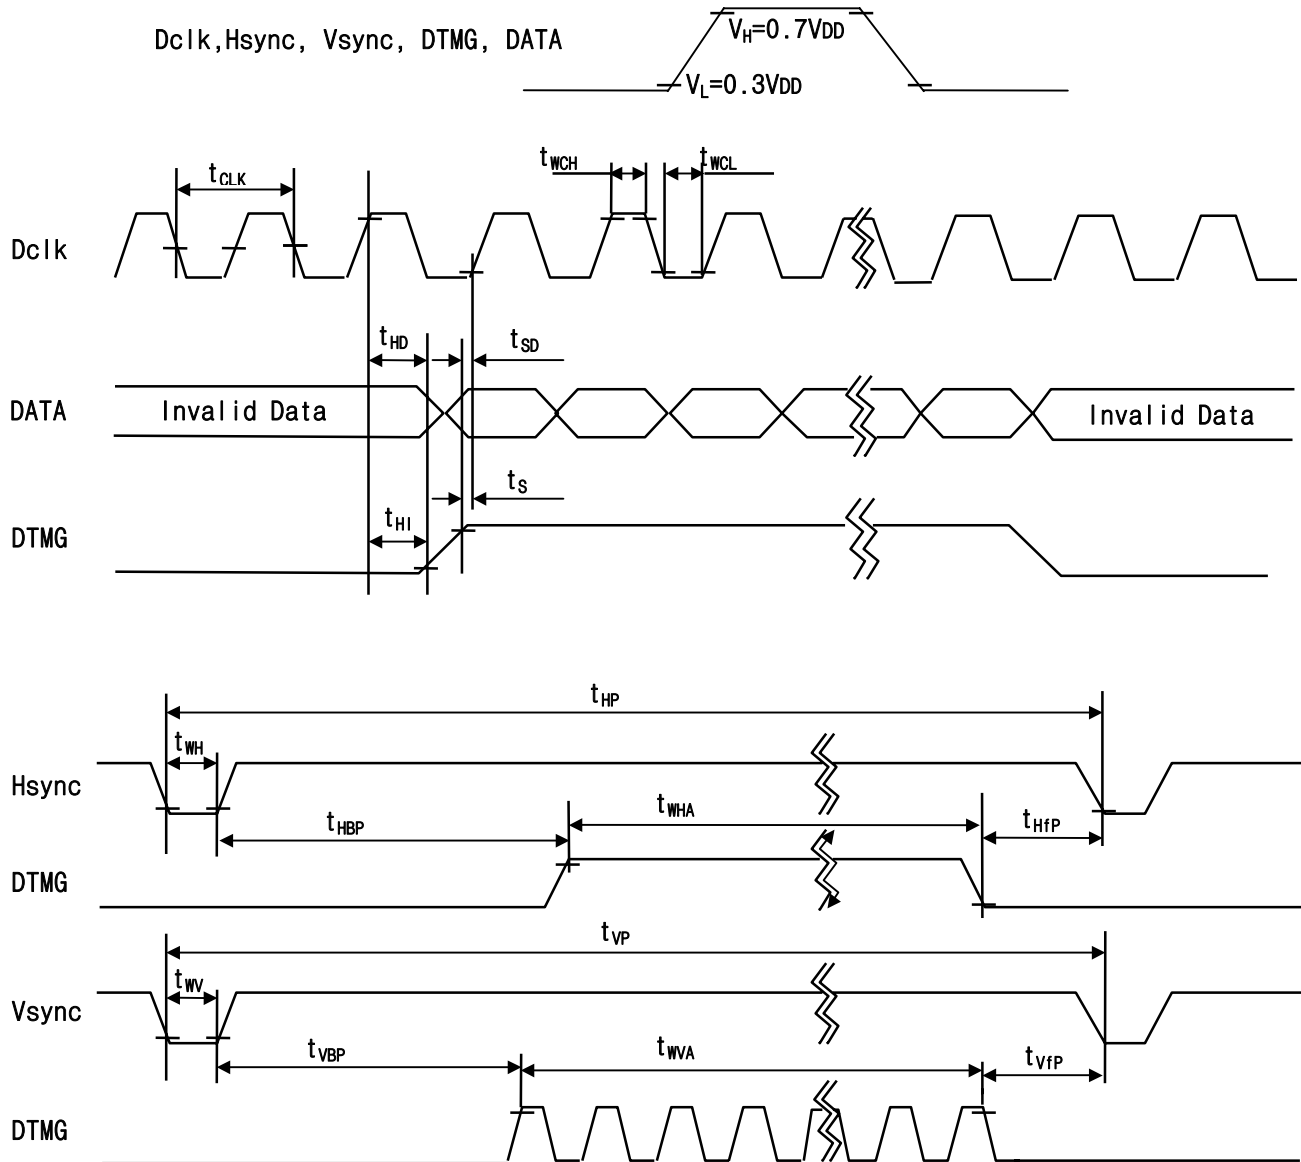 Dclk,Hsync, Vsync, DTMG, DATA
VH=0.7VDD
VL=0.3VDD
tCLK
tWCH
tWCL
Dclk
tHD
tSD
DATA
Invalid Data
Invalid Data
tS
tHI
DTMG
tHP
tWH
Hsync
tHBP
tWHA
tHfP
DTMG
tVP
tWV
Vsync
tVBP
tWVA
tVfP
DTMG